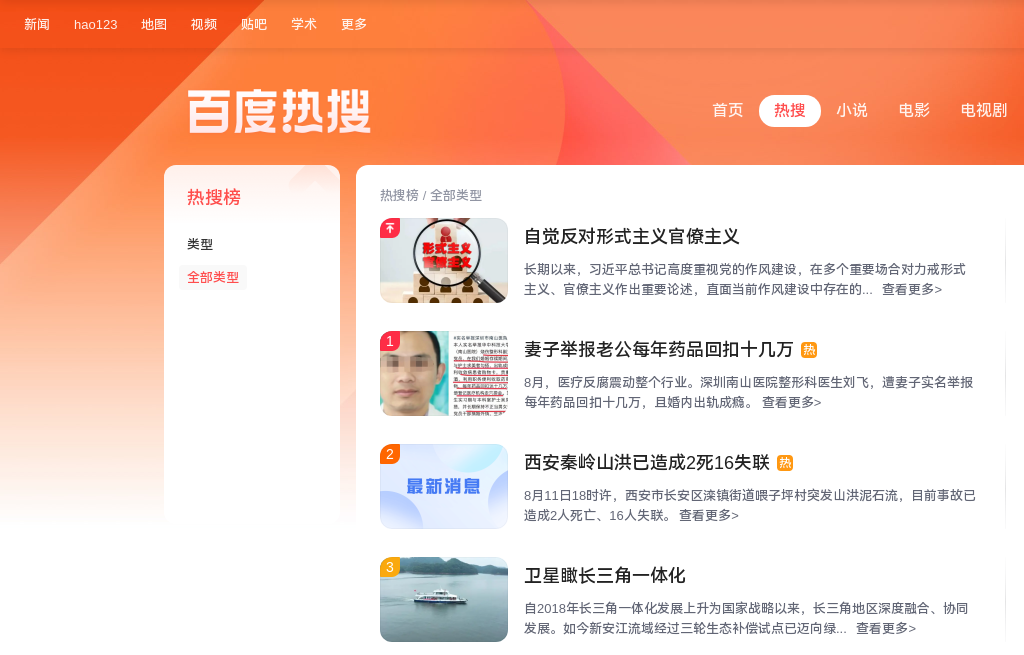 新闻 hao123 地图 视频 贴吧 学术 更多
百度热搜
首页 热搜 小说 电影 电视剧
热搜榜
类型
全部类型
热搜榜 / 全部类型
形式主义
官僚主义
自觉反对形式主义官僚主义
长期以来，习近平总书记高度重视党的作风建设，在多个重要场合对力戒形式
主义、官僚主义作出重要论述，直面当前作风建设中存在的... 查看更多>
1
妻子举报老公每年药品回扣十几万 热
8月，医疗反腐震动整个行业。深圳南山医院整形科医生刘飞，遭妻子实名举报
每年药品回扣十几万，且婚内出轨成瘾。 查看更多>
2
最新消息
西安秦岭山洪已造成2死16失联 热
8月11日18时许，西安市长安区滦镇街道喂子坪村突发山洪泥石流，目前事故已
造成2人死亡、16人失联。 查看更多>
3
卫星瞰长三角一体化
自2018年长三角一体化发展上升为国家战略以来，长三角地区深度融合、协同
发展。如今新安江流域经过三轮生态补偿试点已迈向绿... 查看更多>